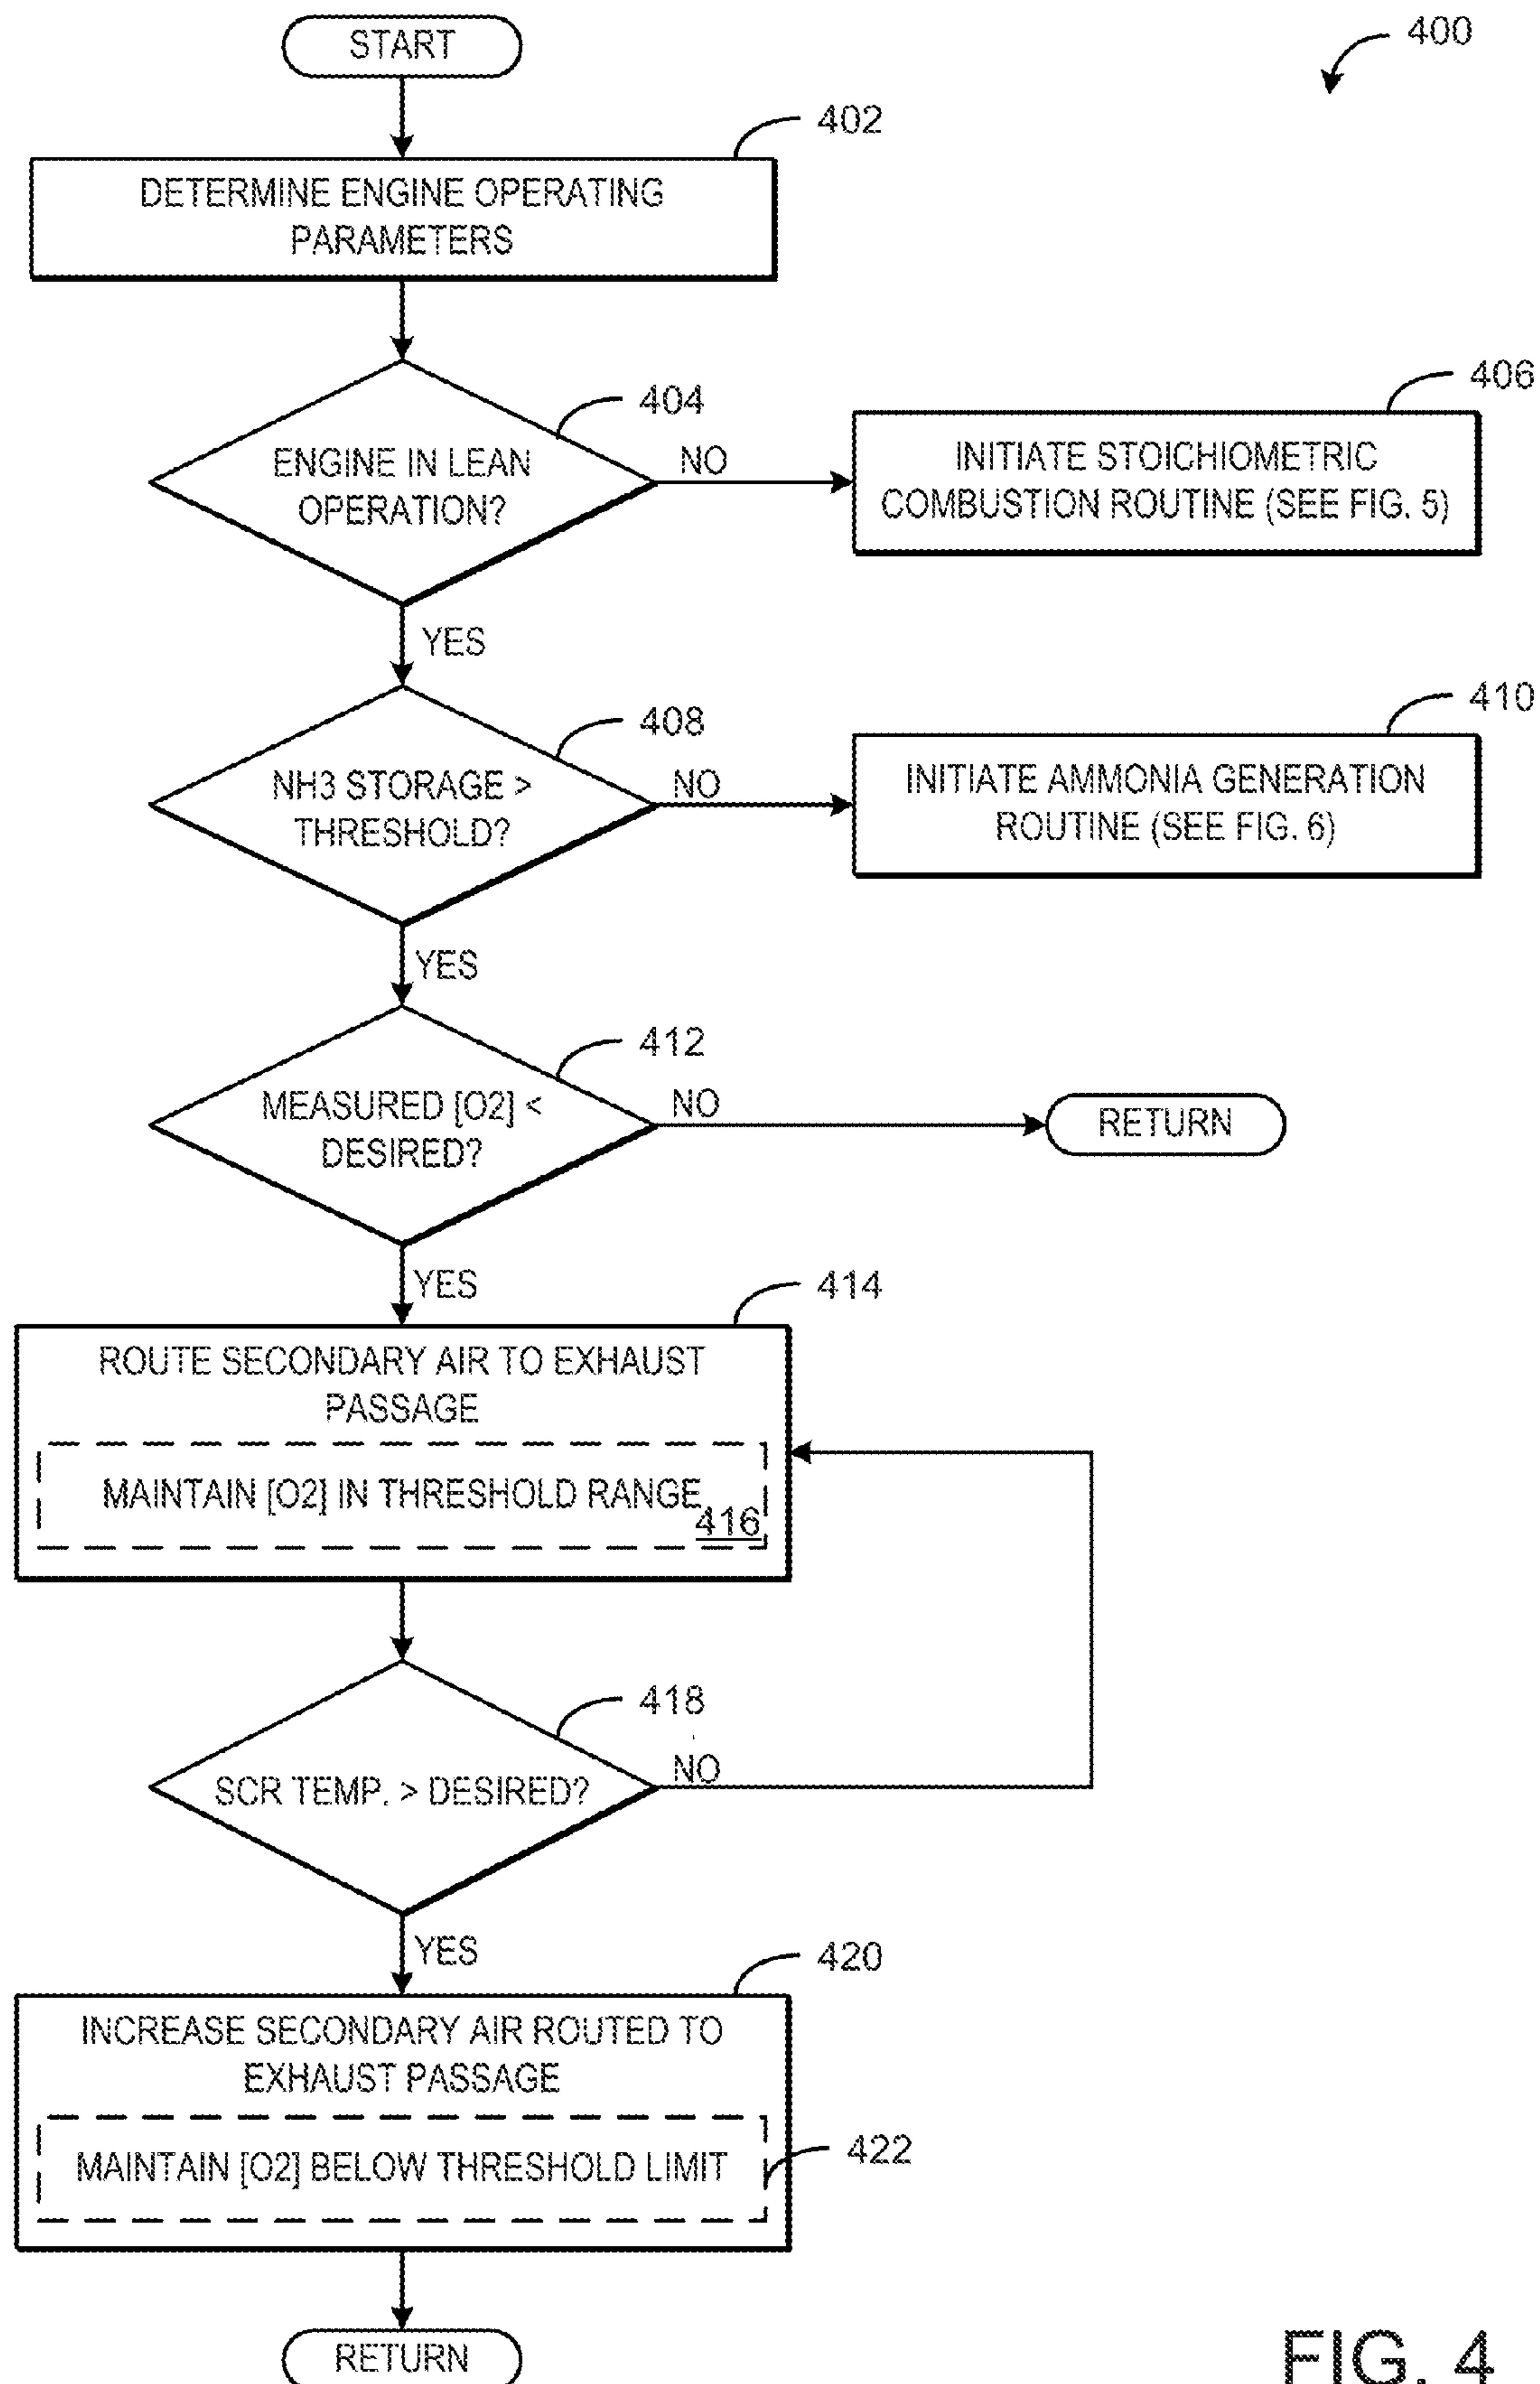 START
400
402
DETERMINE ENGINE OPERATING
PARAMETERS
404
ENGINE IN LEAN
OPERATION?
NO
406
INITIATE STOICHIOMETRIC
COMBUSTION ROUTINE (SEE FIG. 5)
YES
408
NH3 STORAGE >
THRESHOLD?
NO
410
INITIATE AMMONIA GENERATION
ROUTINE (SEE FIG. 6)
YES
412
MEASURED [O2] <
DESIRED?
NO
RETURN
YES
414
ROUTE SECONDARY AIR TO EXHAUST
PASSAGE
MAINTAIN [O2] IN THRESHOLD RANGE
416
418
SCR TEMP. > DESIRED?
NO
YES
420
INCREASE SECONDARY AIR ROUTED TO
EXHAUST PASSAGE
MAINTAIN [O2] BELOW THRESHOLD LIMIT
422
RETURN
FIG. 4